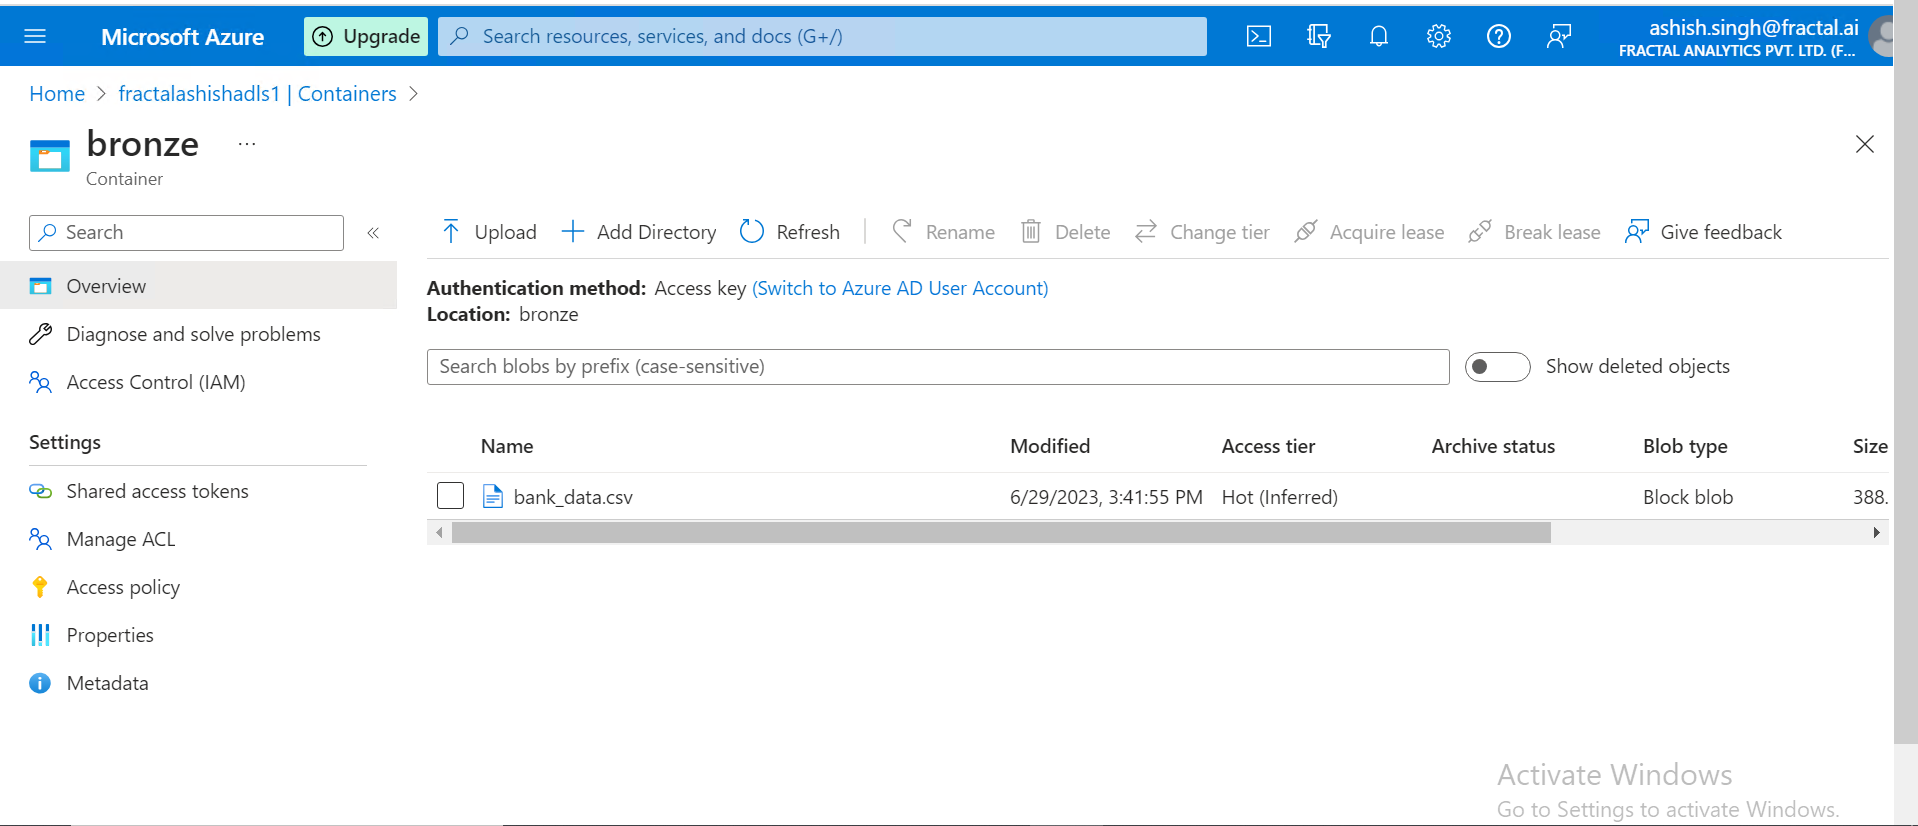 Microsoft Azure
Upgrade
Search resources, services, and docs (G+/)
ashish.singh@fractal.ai
FRACTAL ANALYTICS PVT. LTD. (F...
Home > fractalashishadls1 | Containers >
bronze ...
Container
Search
«
Overview
Diagnose and solve problems
Access Control (IAM)
Settings
Shared access tokens
Manage ACL
Access policy
Properties
Metadata
Upload Add Directory Refresh Rename Delete Change tier Acquire lease Break lease Give feedback
Authentication method: Access key (Switch to Azure AD User Account)
Location: bronze
Search blobs by prefix (case-sensitive)
Show deleted objects
Name Modified Access tier Archive status Blob type Size
bank_data.csv 6/29/2023, 3:41:55 PM Hot (Inferred) Block blob 388.
Activate Windows
Go to Settings to activate Windows.